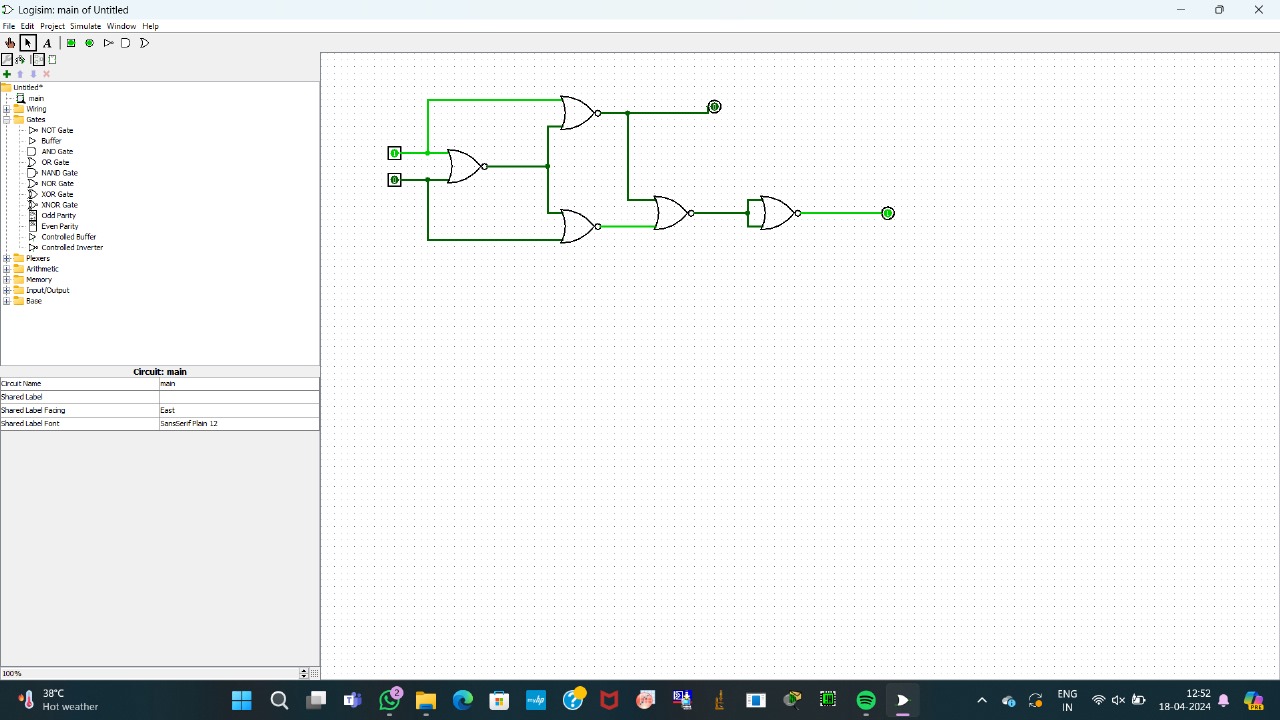 Logisim: main of Untitled
File Edit Project Simulate Window Help
A
Untitled*
main
Wiring
Gates
NOT Gate
Buffer
AND Gate
OR Gate
NAND Gate
NOR Gate
XOR Gate
XNOR Gate
Odd Parity
Even Parity
Controlled Buffer
Controlled Inverter
Plexers
Arithmetic
Memory
Input/Output
Base
Circuit: main
Circuit Name main
Shared Label
Shared Label Facing East
Shared Label Font SansSerif Plain 12
100%
1
0
0
1
38°C
Hot weather
2
ENG
IN
12:52
18-04-2024